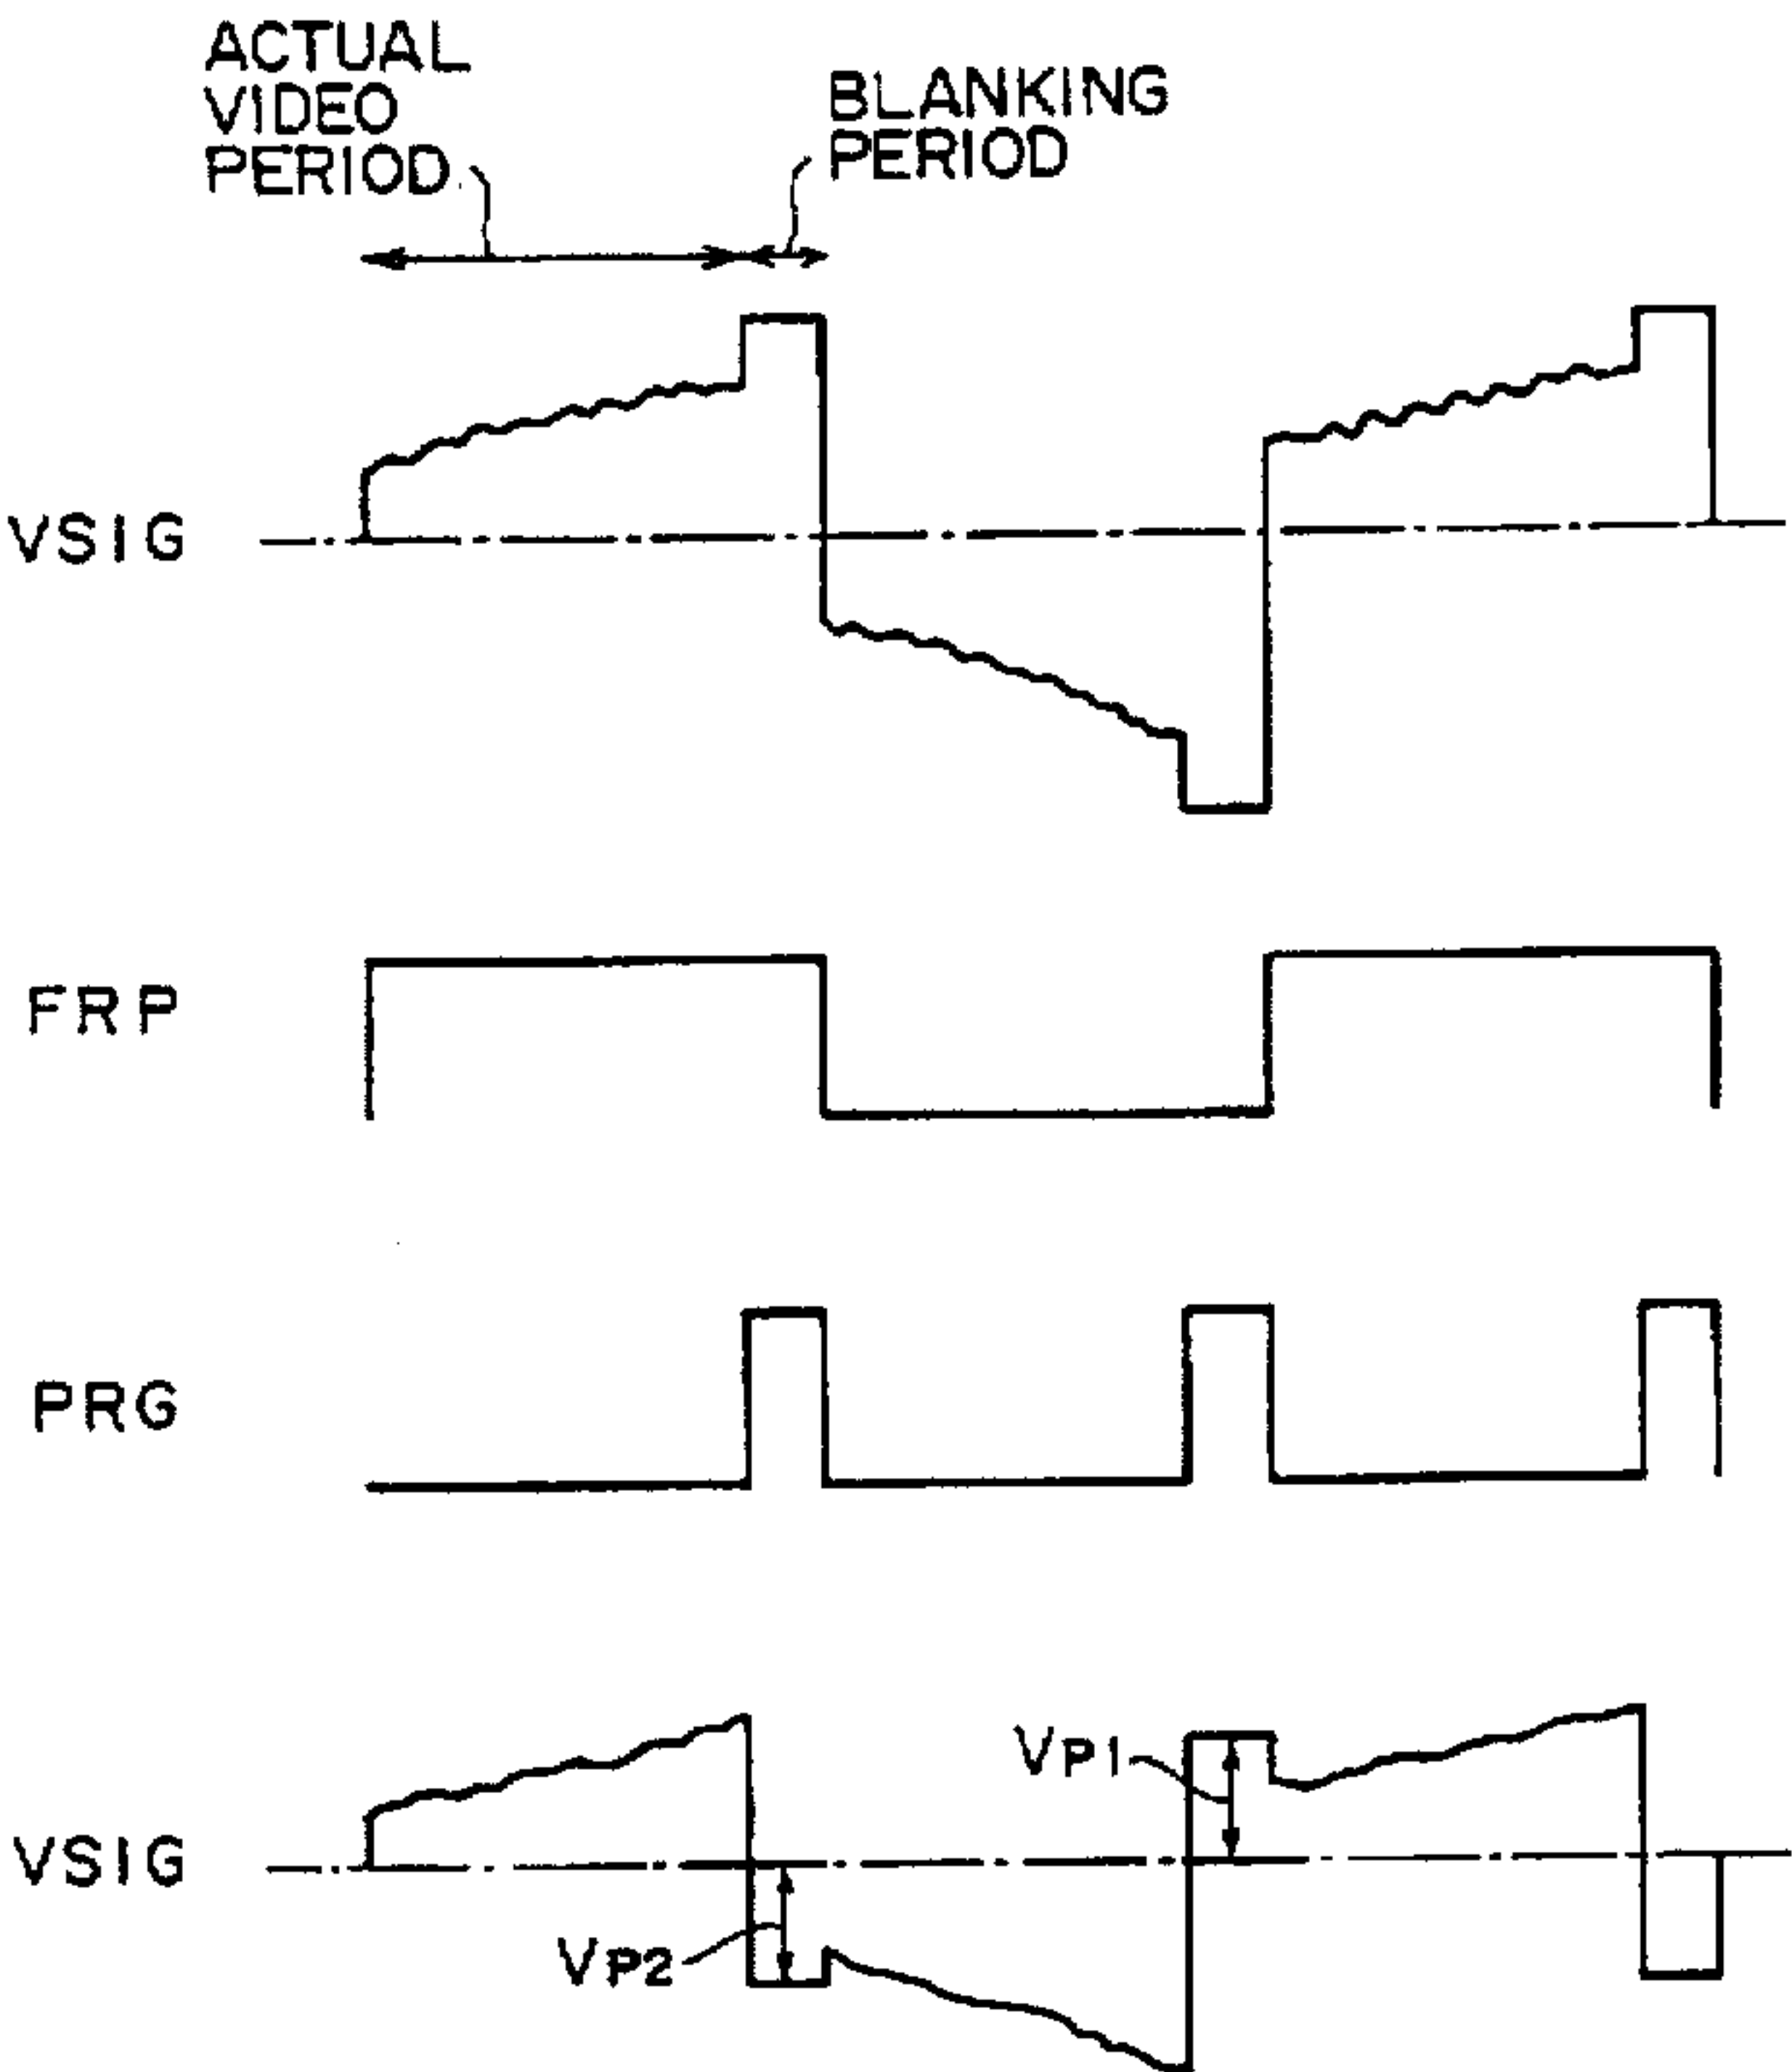 ACTUAL
VIDEO
PERIOD
BLANKING
PERIOD
VSIG
FRP
PRG
VSIG
VP1
VP2